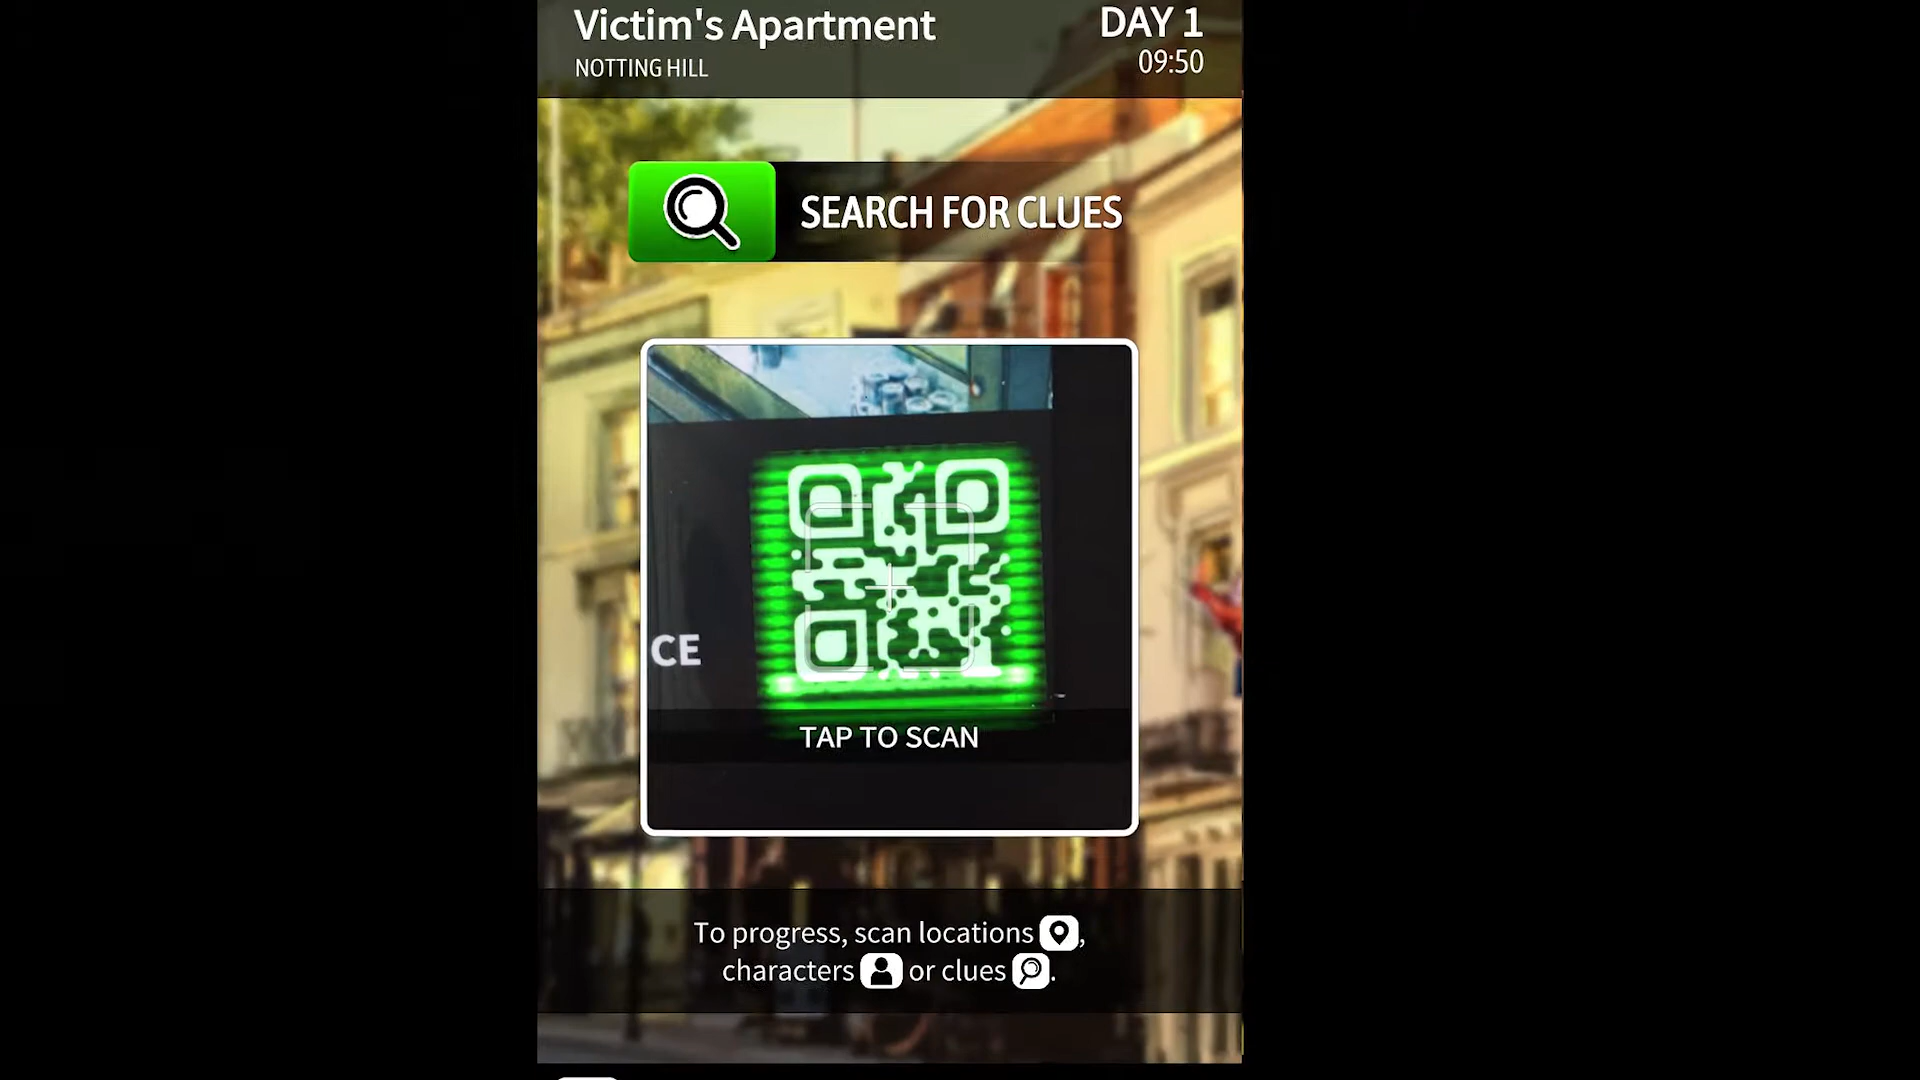 Victim's Apartment
NOTTING HILL
DAY 1
09:50
SEARCH FOR CLUES
CE
TAP TO SCAN
To progress, scan locations ,
characters or clues .